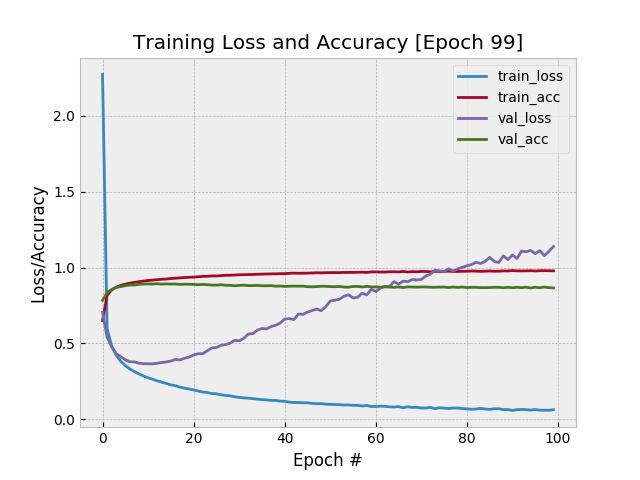 Training Loss and Accuracy [Epoch 99]
train_loss
train_acc
val_loss
val_acc
Loss/Accuracy
2.0
1.5
1.0
0.5
0.0
0 20 40 60 80 100
Epoch #